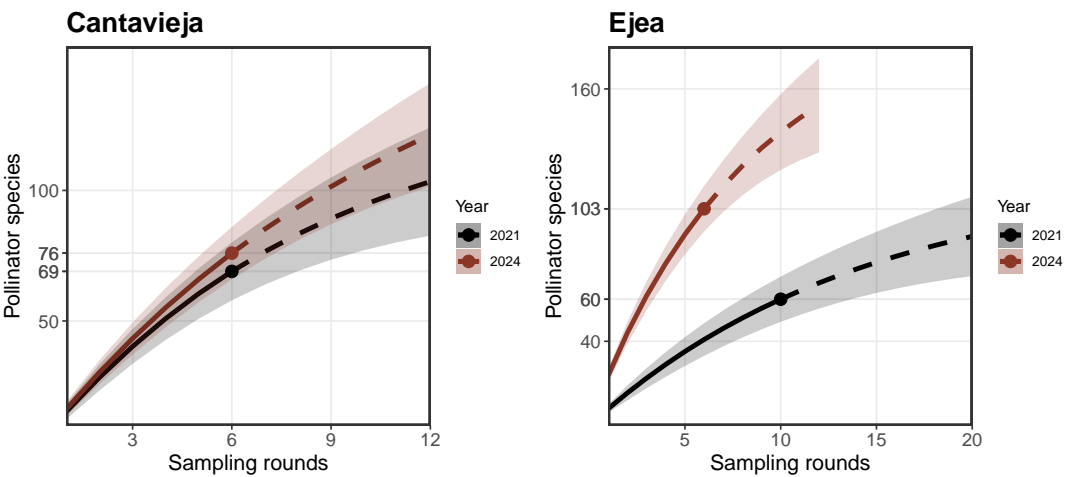 Cantavieja
Pollinator species
100
76
69
50
3
6
9
12
Sampling rounds
Year
2021
2024
Ejea
Pollinator species
160
103
60
40
5
10
15
20
Sampling rounds
Year
2021
2024